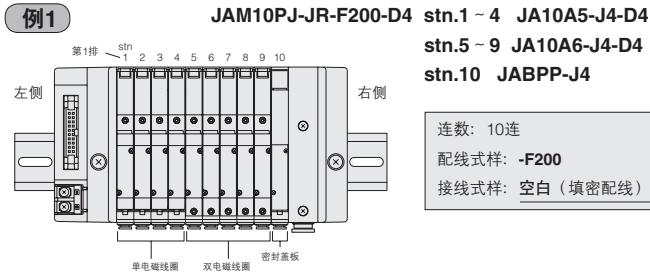 例1
JAM10PJ-JR-F200-D4 stn.1 ~ 4 JA10A5-J4-D4
stn.5 ~ 9 JA10A6-J4-D4
stn.10 JABPP-J4
第1排 stn
1 2 3 4 5 6 7 8 9 10
左侧
右侧
连数: 10连
配线式样: -F200
接线式样: 空白（填密配线）
单电磁线圈
双电磁线圈
密封盖板